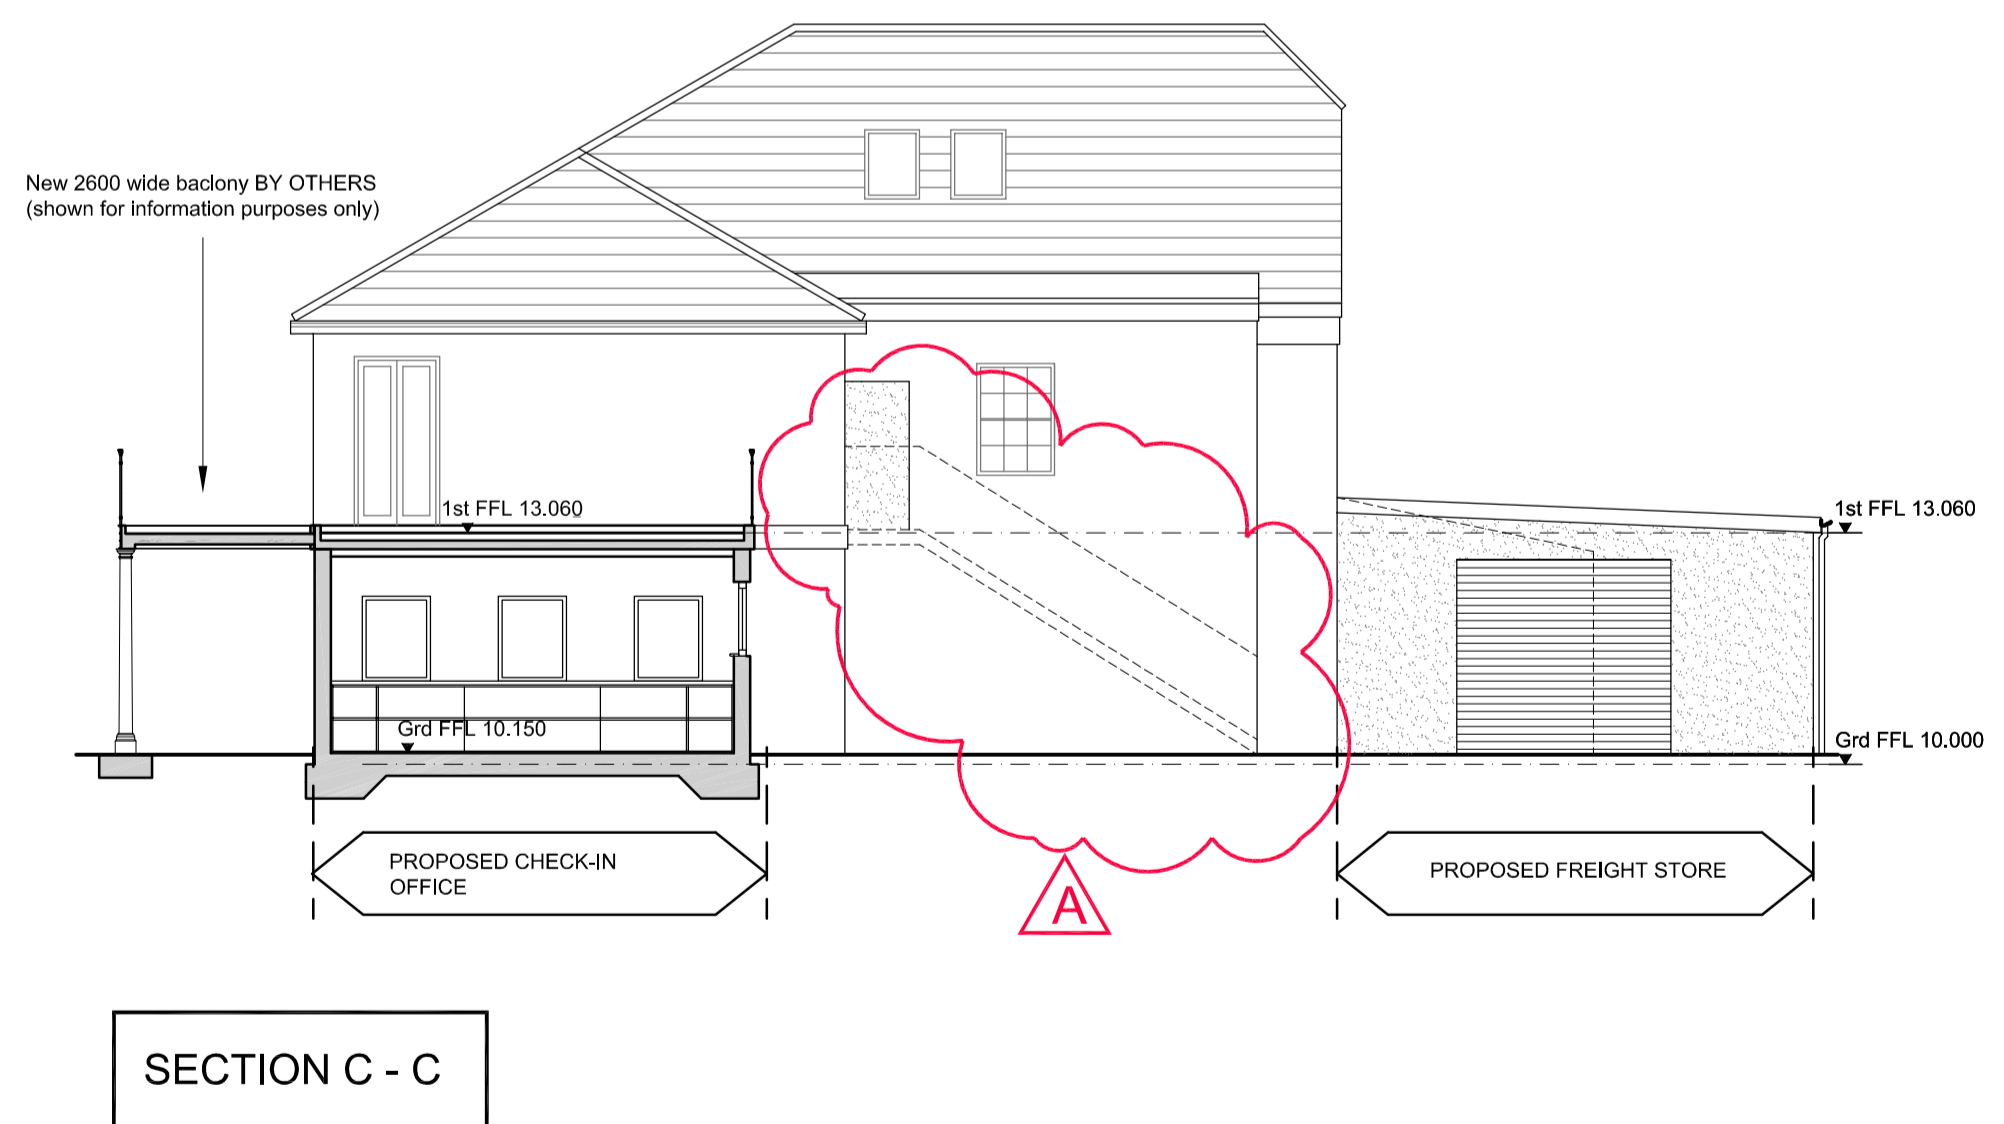 New 2600 wide baclony BY OTHERS
(shown for information purposes only)
1st FFL 13.060
1st FFL 13.060
Grd FFL 10.150
Grd FFL 10.000
PROPOSED CHECK-IN
OFFICE
PROPOSED FREIGHT STORE
A
SECTION C - C